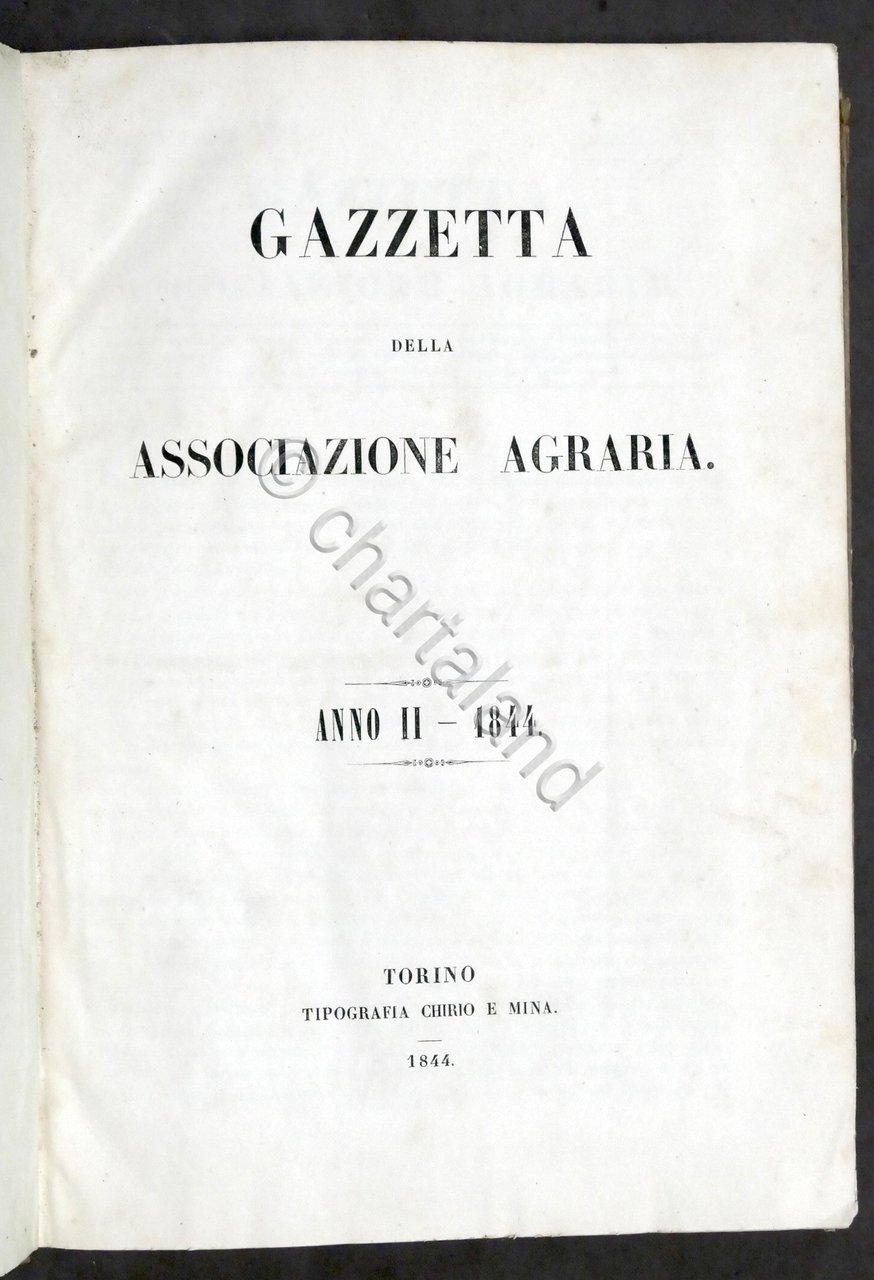 GAZZETTA
DELLA
ASSOCIAZIONE AGRARIA.
© chartaland
ANNO II — 1844.
TORINO
TIPOGRAFIA CHIRIO E MINA.
1844.